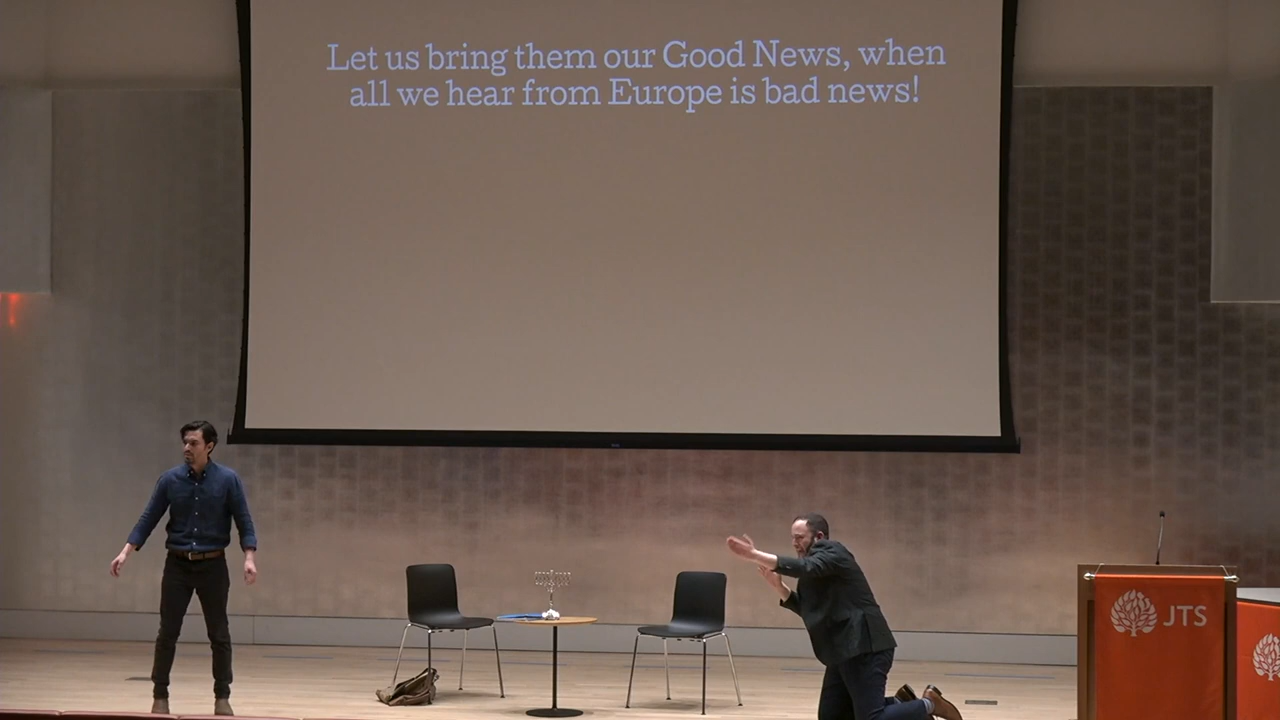 Let us bring them our Good News, when
all we hear from Europe is bad news!
JTS